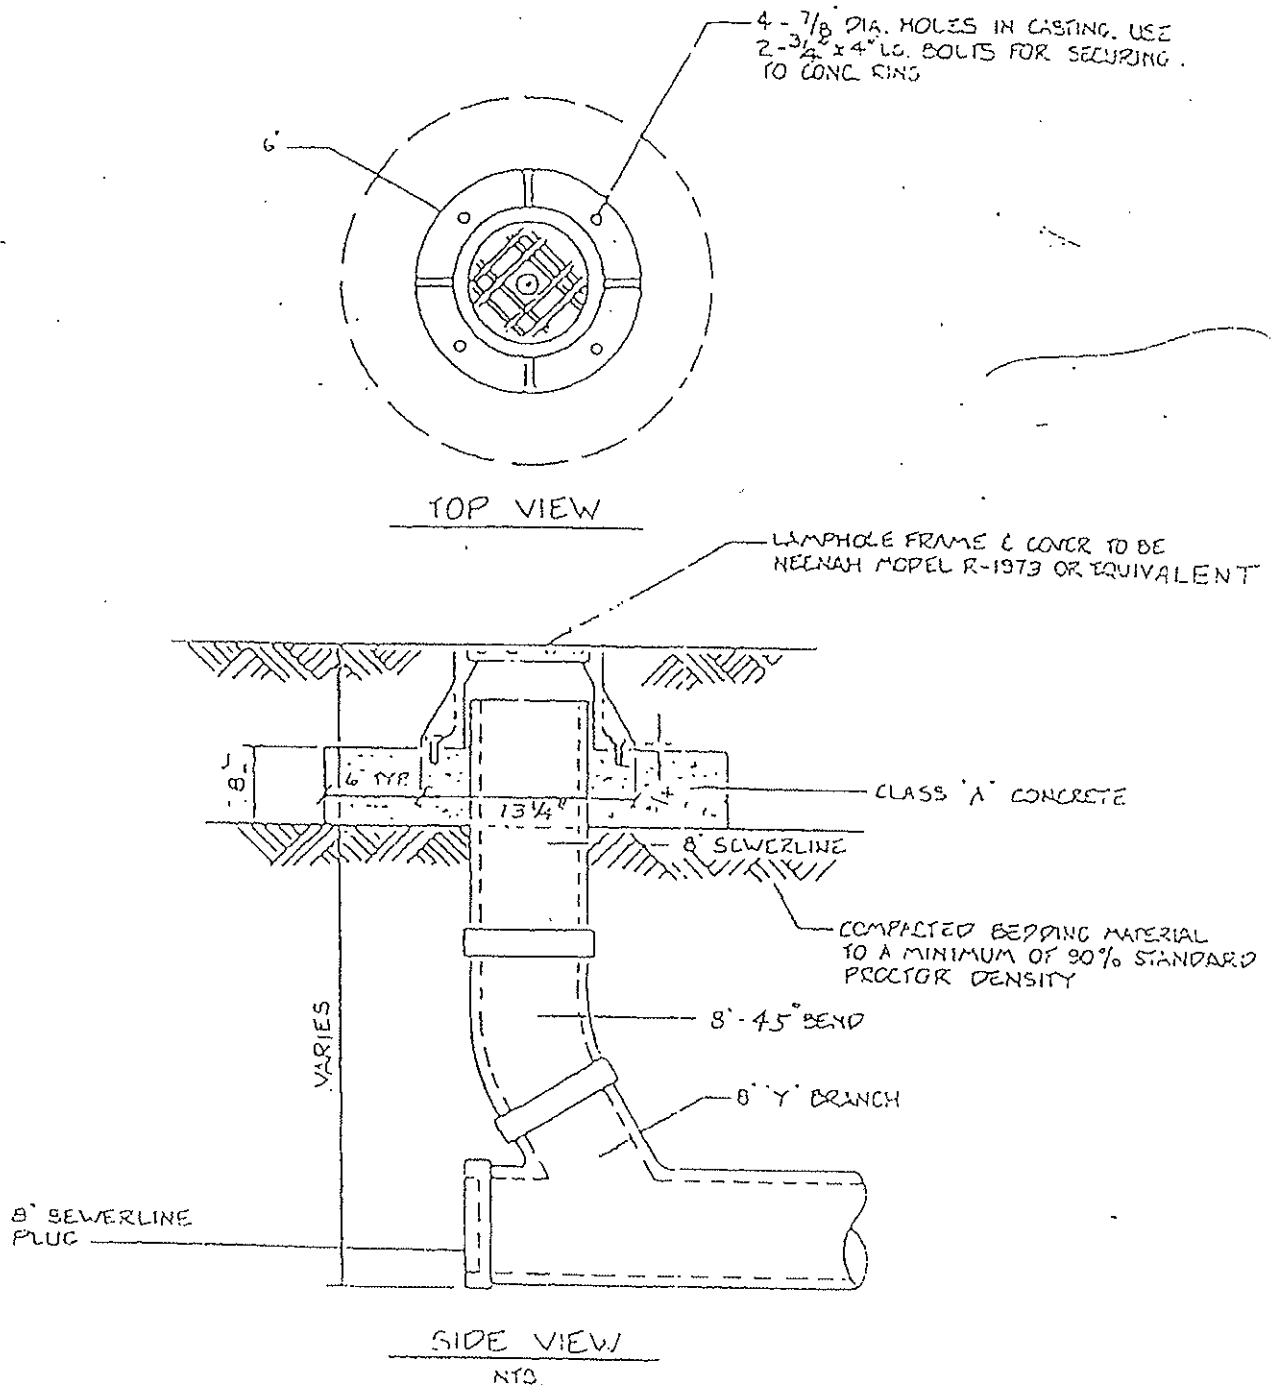 4 - 7/8" DIA. HOLES IN CASTING. USE
2 - 3/4" x 4" LG. BOLTS FOR SECURING.
TO CONC RING
6"
TOP VIEW
LAMPHOLE FRAME & COVER TO BE
NEENAH MODEL R-1973 OR EQUIVALENT
8"
6" TYP.
13 1/4"
CLASS 'A' CONCRETE
8" SEWERLINE
COMPACTED BEDDING MATERIAL
TO A MINIMUM OF 90% STANDARD
PROCTOR DENSITY
VARIES
8" - 45° BEND
8" 'Y' BRANCH
8" SEWERLINE
PLUG
SIDE VIEW
NTS.